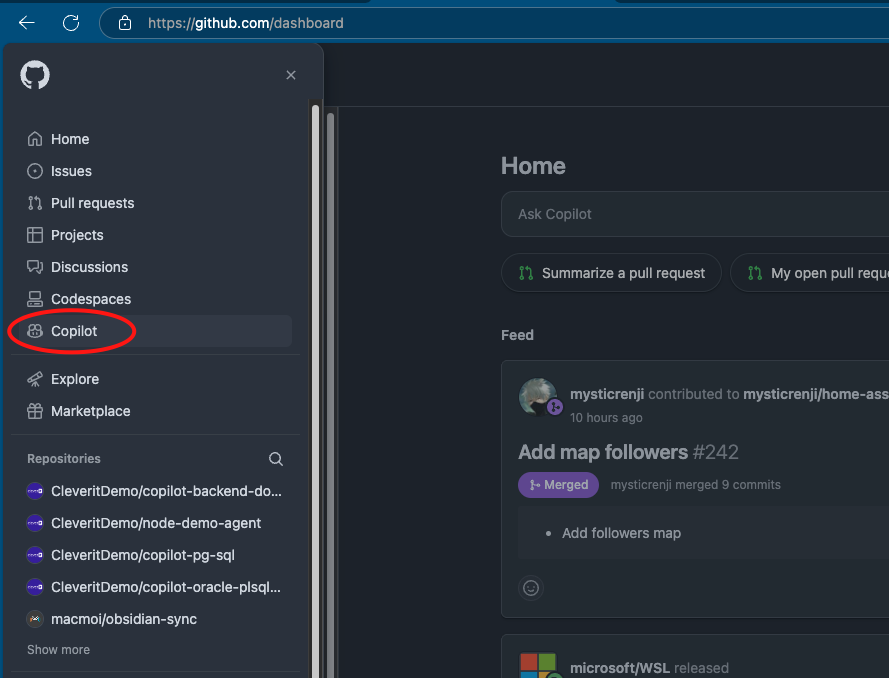 https://github.com/dashboard
Home
Issues
Pull requests
Projects
Discussions
Codespaces
Copilot
Explore
Marketplace
Repositories
CleveritDemo/copilot-backend-do...
CleveritDemo/node-demo-agent
CleveritDemo/copilot-pg-sql
CleveritDemo/copilot-oracle-plsql...
macmoi/obsidian-sync
Show more
Home
Ask Copilot
Summarize a pull request
My open pull reque
Feed
mysticrenji contributed to mysticrenji/home-ass
10 hours ago
Add map followers #242
Merged mysticrenji merged 9 commits
• Add followers map
microsoft/WSL released